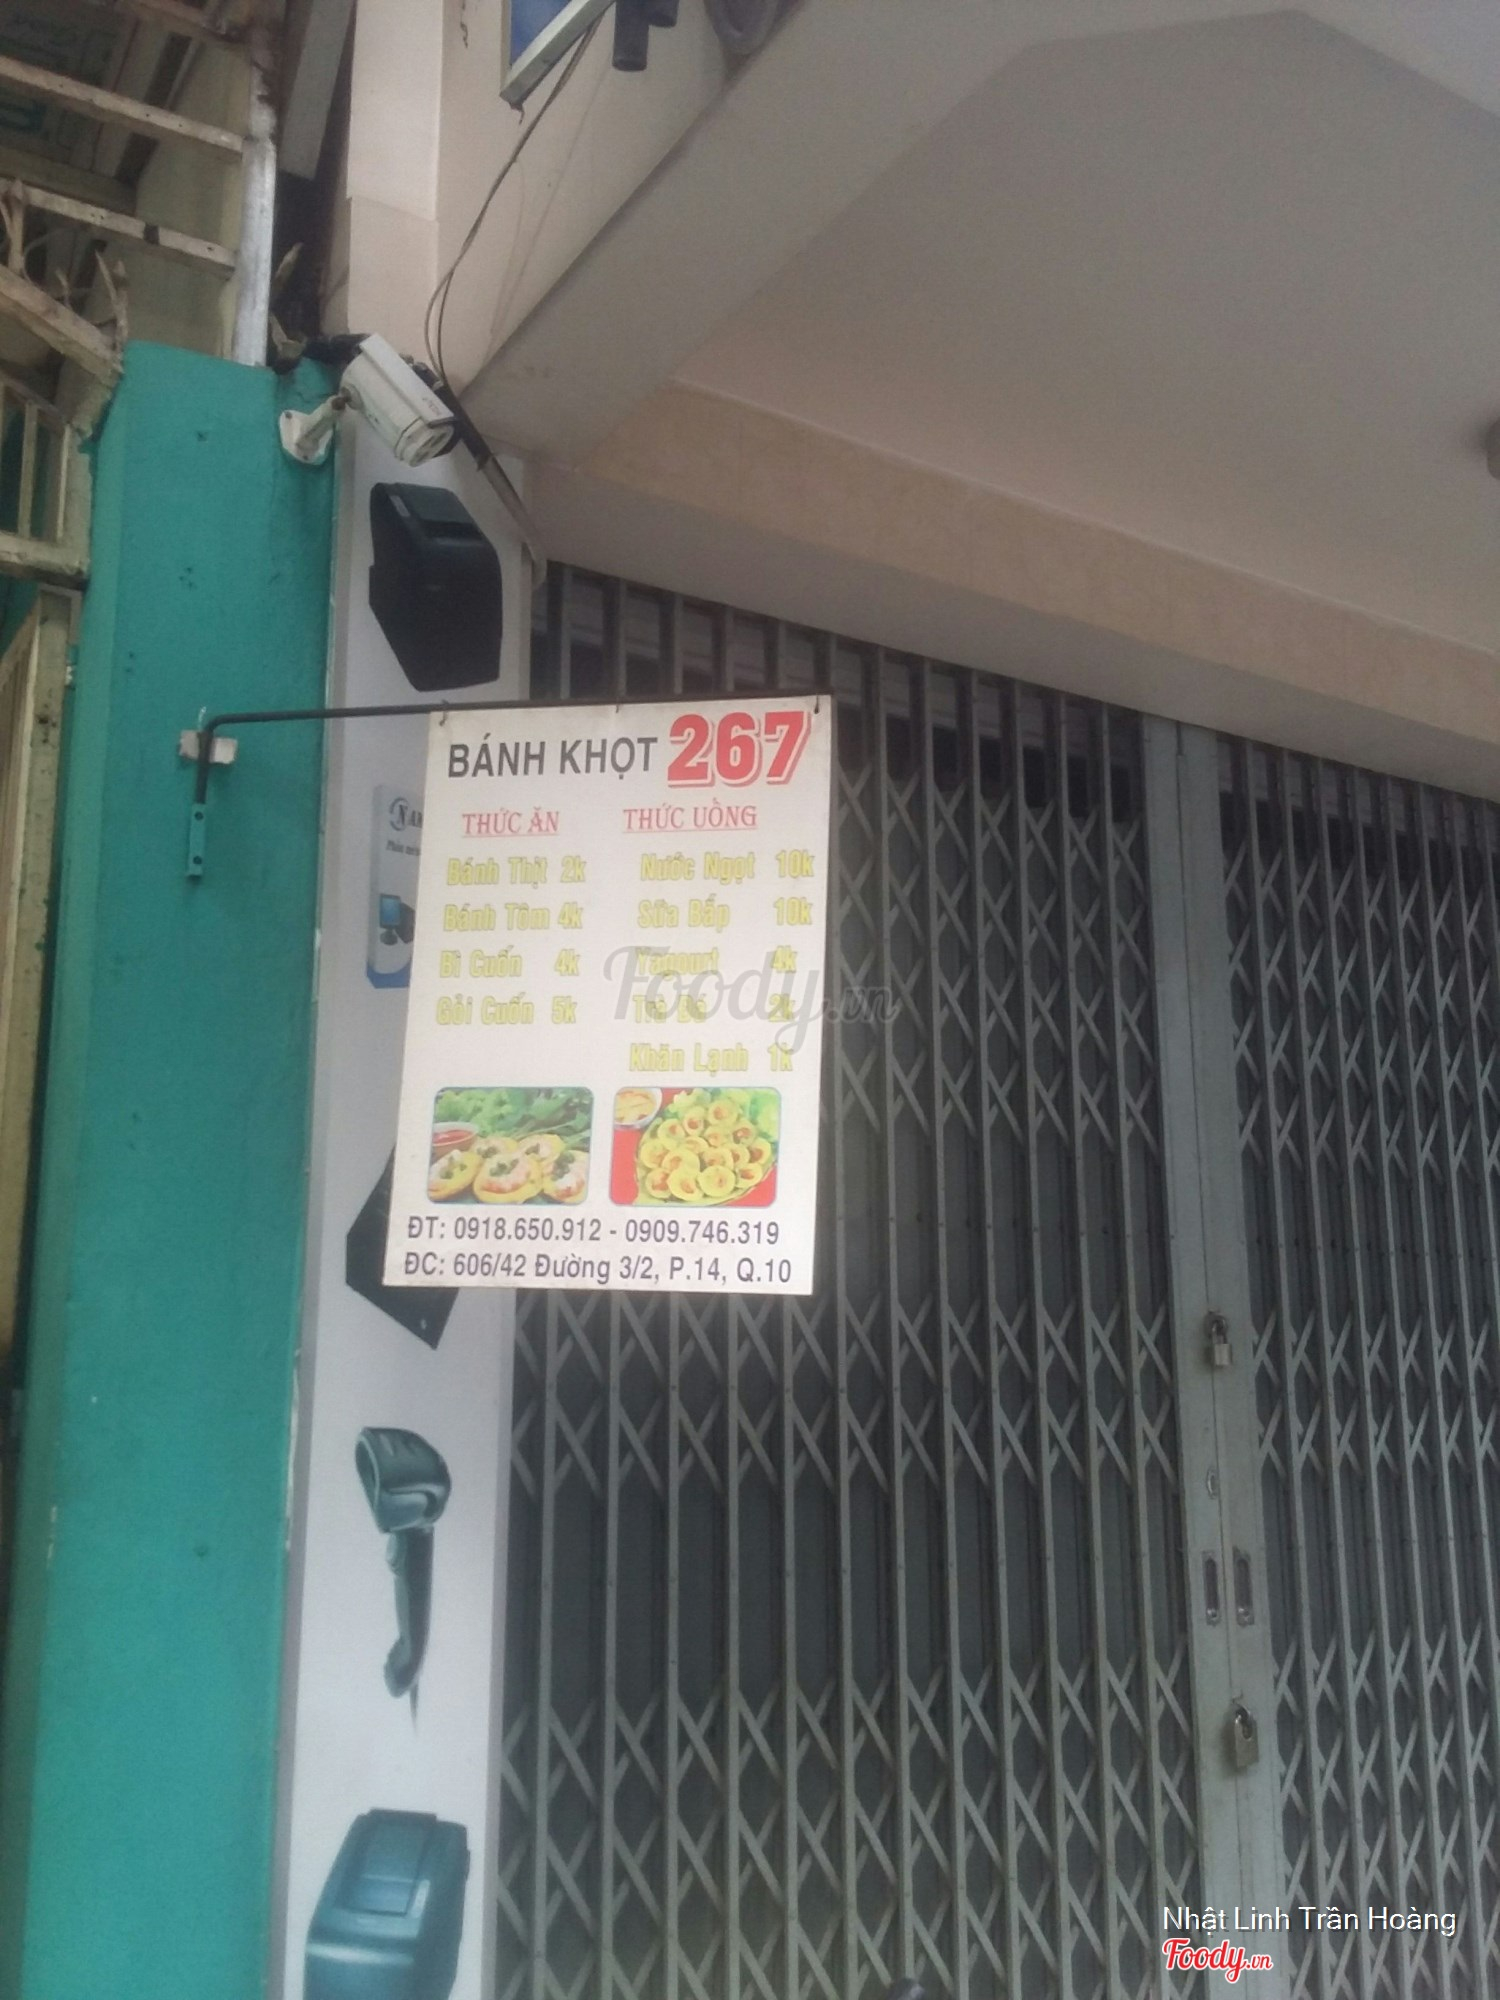 BÁNH KHỌT 267
THỨC ĂN
Bánh Thịt 2k
Bánh Tôm 4k
Bì Cuốn 4k
Gỏi Cuốn 5k
THỨC UỐNG
Nước Ngọt 10k
Sữa Bắp 10k
Yaourt 4k
Trà Đá 2k
Khăn Lạnh 1k
ĐT: 0918.650.912 - 0909.746.319
ĐC: 606/42 Đường 3/2, P.14, Q.10
Foody.vn
Nhật Linh Trần Hoàng
Foody.vn